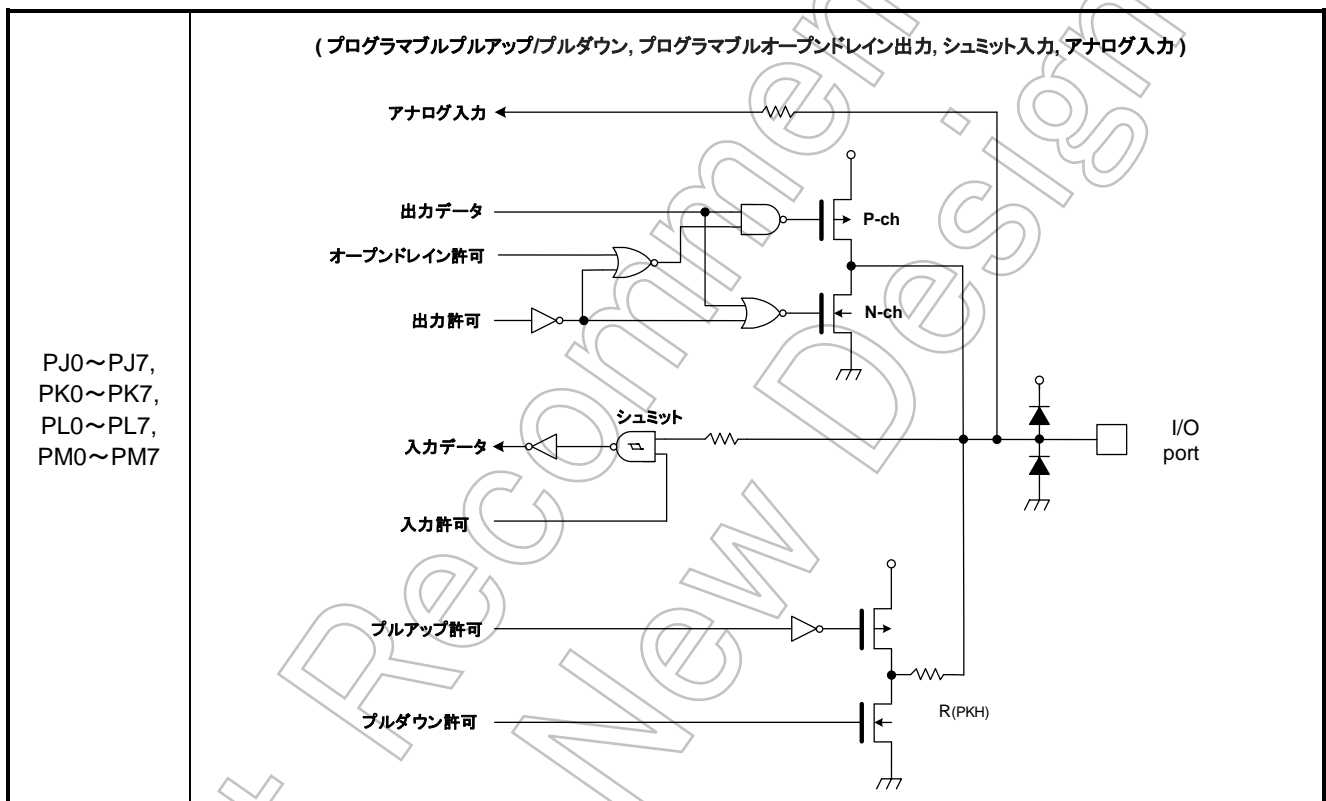 ( プログラマブルプルアップ/プルダウン, プログラマブルオープンドレイン出力, シュミット入力, アナログ入力 )
アナログ入力
出力データ
P-ch
オープンドレイン許可
出力許可
N-ch
PJ0～PJ7,
PK0～PK7,
PL0～PL7,
PM0～PM7
シュミット
入力データ
I/O
port
入力許可
プルアップ許可
R(PKH)
プルダウン許可
Recommen
New Design